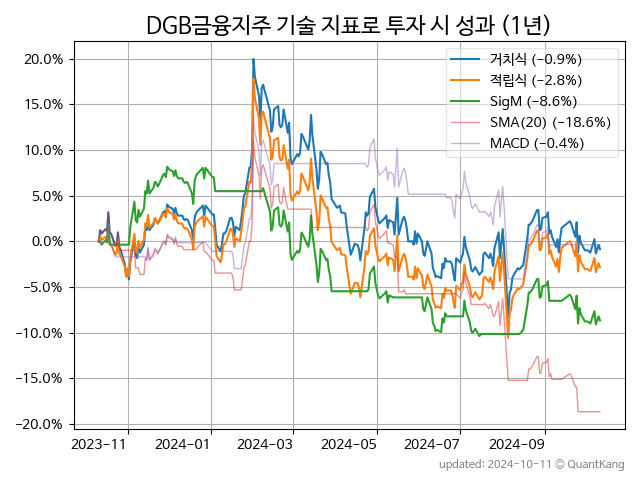 DGB금융지주 기술 지표로 투자 시 성과 (1년)
20.0%
15.0%
10.0%
5.0%
0.0%
−5.0%
−10.0%
−15.0%
−20.0%
거치식 (−0.9%)
적립식 (−2.8%)
SigM (−8.6%)
SMA(20) (−18.6%)
MACD (−0.4%)
2023-11 2024-01 2024-03 2024-05 2024-07 2024-09
updated: 2024-10-11 © QuantKang